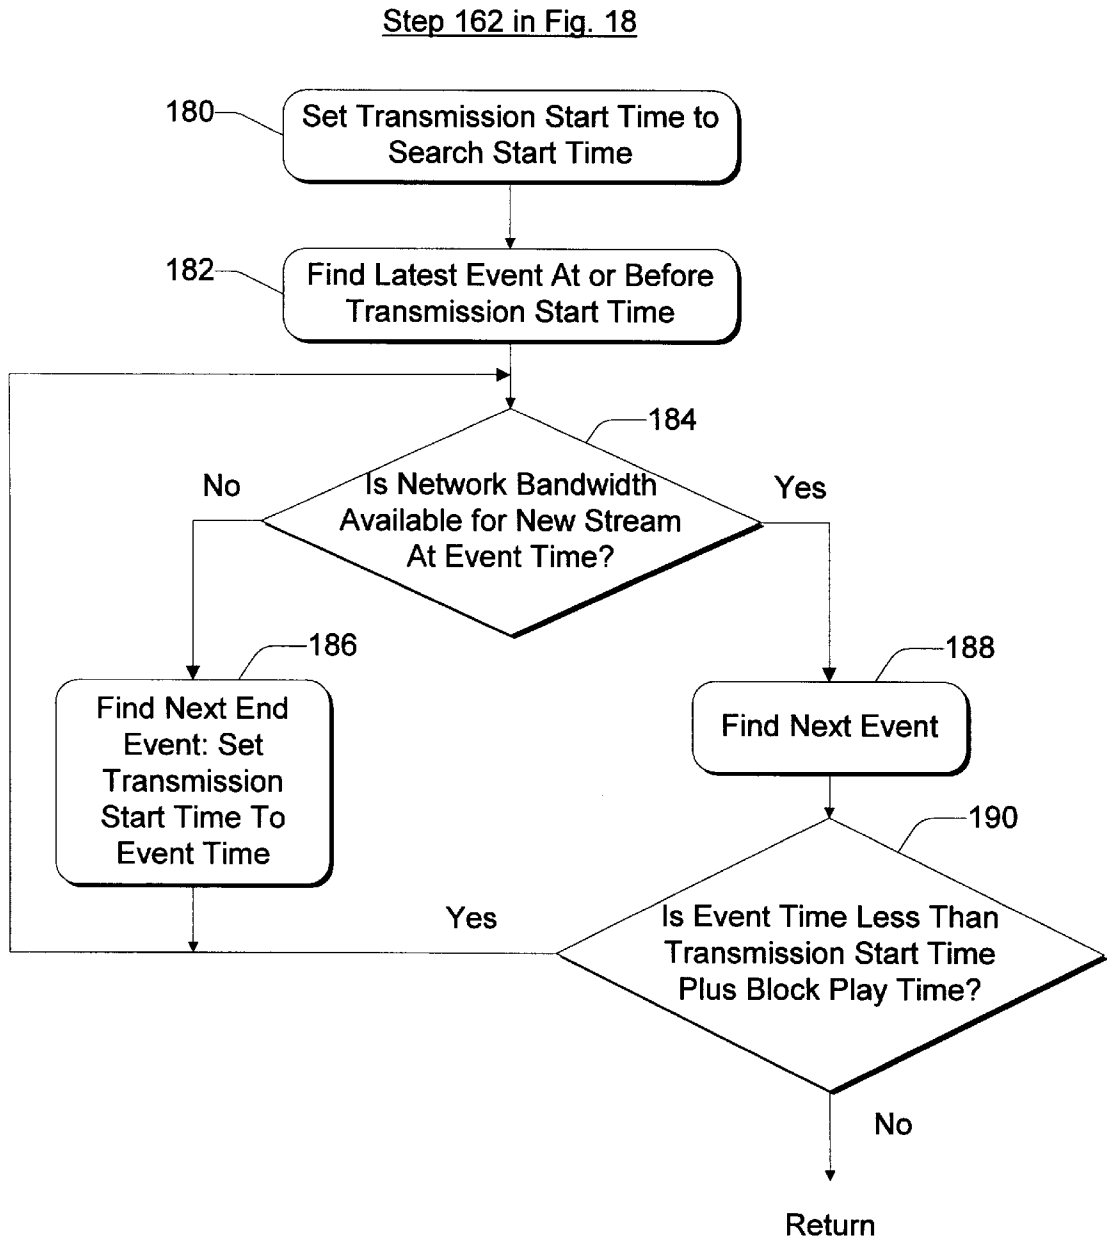 Step 162 in Fig. 18
180
Set Transmission Start Time to
Search Start Time
182
Find Latest Event At or Before
Transmission Start Time
184
No
Is Network Bandwidth
Available for New Stream
At Event Time?
Yes
186
Find Next End
Event: Set
Transmission
Start Time To
Event Time
188
Find Next Event
190
Yes
Is Event Time Less Than
Transmission Start Time
Plus Block Play Time?
No
Return